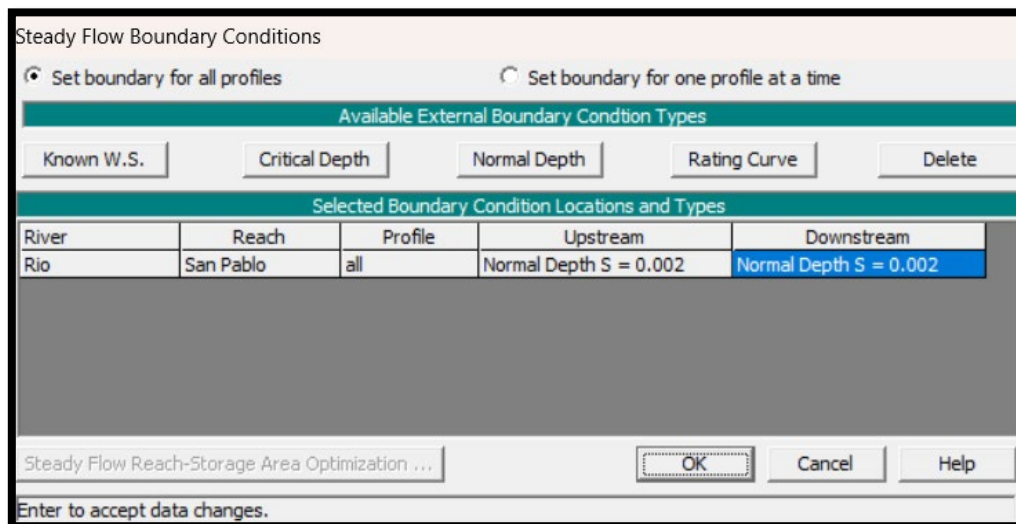 Steady Flow Boundary Conditions
Set boundary for all profiles Set boundary for one profile at a time
Available External Boundary Condtion Types
Known W.S. Critical Depth Normal Depth Rating Curve Delete
Selected Boundary Condition Locations and Types
River Reach Profile Upstream Downstream
Rio San Pablo all Normal Depth S = 0.002 Normal Depth S = 0.002
Steady Flow Reach-Storage Area Optimization ... OK Cancel Help
Enter to accept data changes.